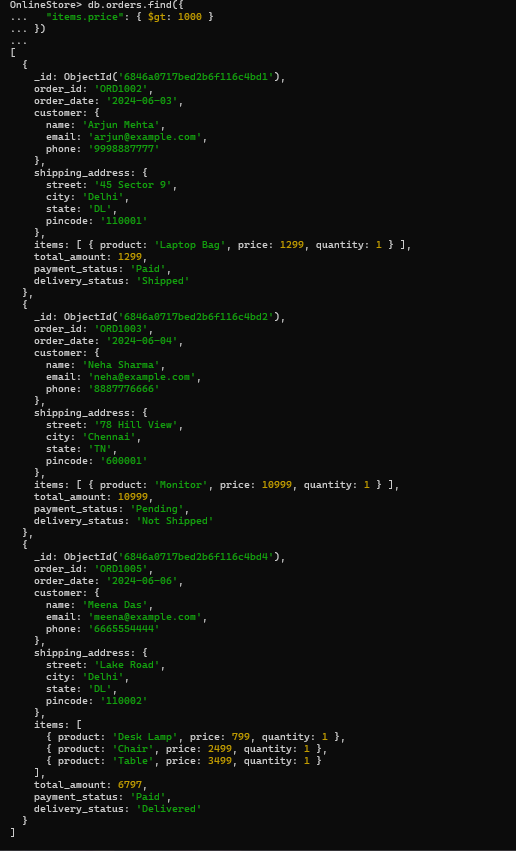 OnlineStore> db.orders.find({
...   "items.price": { $gt: 1000 }
... })
...
[
  {
    _id: ObjectId('6846a0717bed2b6f116c4bd1'),
    order_id: 'ORD1002',
    order_date: '2024-06-03',
    customer: {
      name: 'Arjun Mehta',
      email: 'arjun@example.com',
      phone: '9998887777'
    },
    shipping_address: {
      street: '45 Sector 9',
      city: 'Delhi',
      state: 'DL',
      pincode: '110001'
    },
    items: [ { product: 'Laptop Bag', price: 1299, quantity: 1 } ],
    total_amount: 1299,
    payment_status: 'Paid',
    delivery_status: 'Shipped'
  },
  {
    _id: ObjectId('6846a0717bed2b6f116c4bd2'),
    order_id: 'ORD1003',
    order_date: '2024-06-04',
    customer: {
      name: 'Neha Sharma',
      email: 'neha@example.com',
      phone: '8887776666'
    },
    shipping_address: {
      street: '78 Hill View',
      city: 'Chennai',
      state: 'TN',
      pincode: '600001'
    },
    items: [ { product: 'Monitor', price: 10999, quantity: 1 } ],
    total_amount: 10999,
    payment_status: 'Pending',
    delivery_status: 'Not Shipped'
  },
  {
    _id: ObjectId('6846a0717bed2b6f116c4bd4'),
    order_id: 'ORD1005',
    order_date: '2024-06-06',
    customer: {
      name: 'Meena Das',
      email: 'meena@example.com',
      phone: '6665554444'
    },
    shipping_address: {
      street: 'Lake Road',
      city: 'Delhi',
      state: 'DL',
      pincode: '110002'
    },
    items: [
      { product: 'Desk Lamp', price: 799, quantity: 1 },
      { product: 'Chair', price: 2499, quantity: 1 },
      { product: 'Table', price: 3499, quantity: 1 }
    ],
    total_amount: 6797,
    payment_status: 'Paid',
    delivery_status: 'Delivered'
  }
]